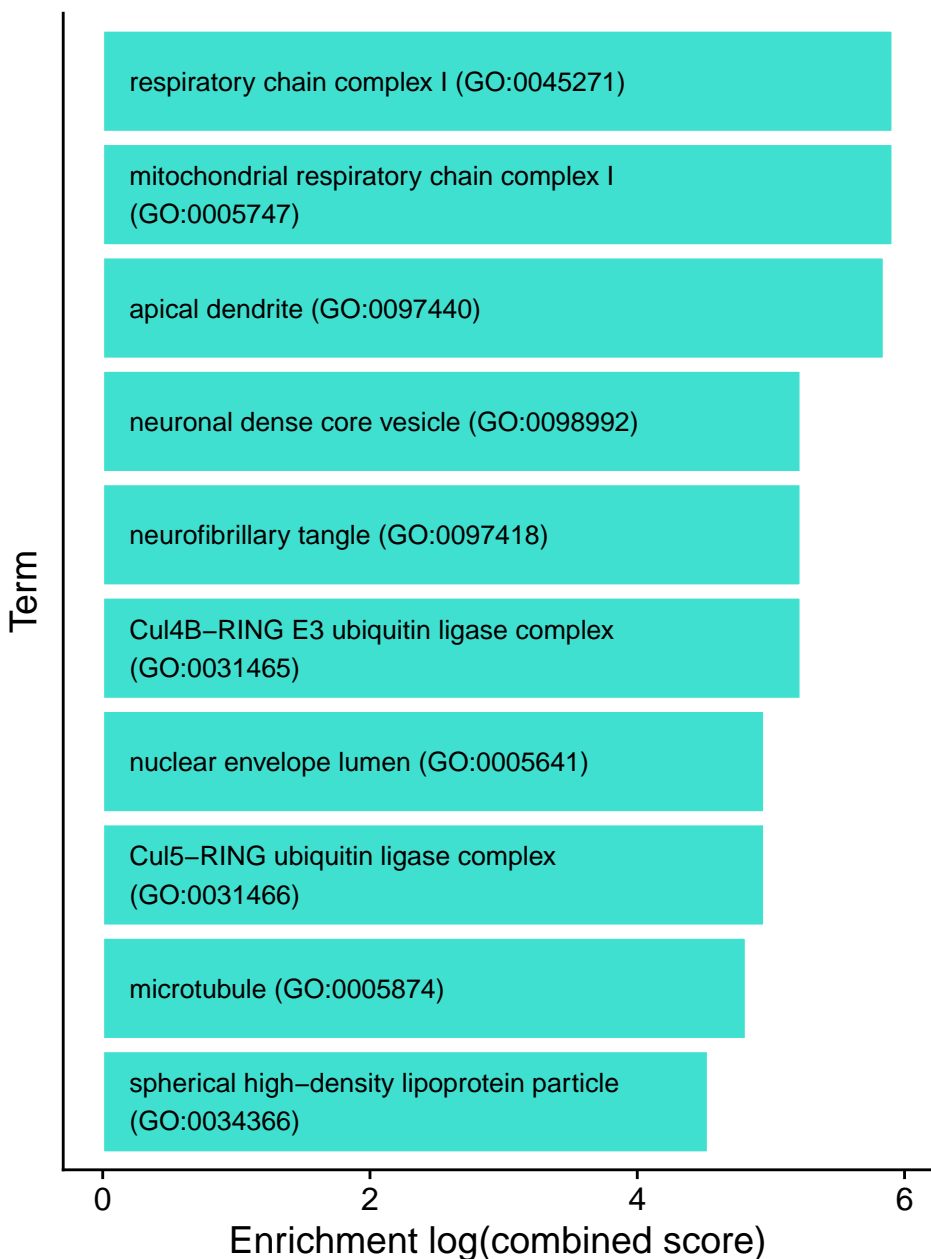 respiratory chain complex I (GO:0045271)
mitochondrial respiratory chain complex I
(GO:0005747)
apical dendrite (GO:0097440)
neuronal dense core vesicle (GO:0098992)
neurofibrillary tangle (GO:0097418)
Cul4B−RING E3 ubiquitin ligase complex
(GO:0031465)
nuclear envelope lumen (GO:0005641)
Cul5−RING ubiquitin ligase complex
(GO:0031466)
microtubule (GO:0005874)
spherical high−density lipoprotein particle
(GO:0034366)
Term
0 2 4 6
Enrichment log(combined score)